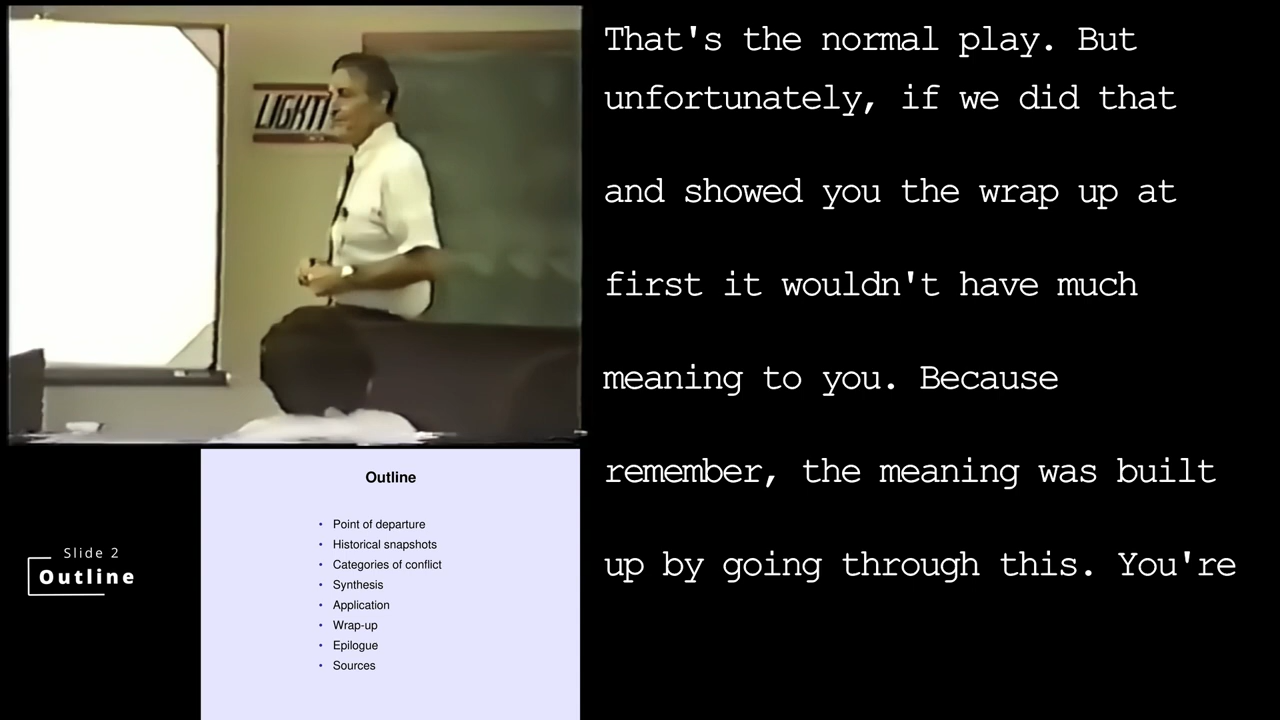 That's the normal play. But
unfortunately, if we did that
and showed you the wrap up at
first it wouldn't have much
meaning to you. Because
remember, the meaning was built
up by going through this. You're
Outline
• Point of departure
• Historical snapshots
• Categories of conflict
• Synthesis
• Application
• Wrap-up
• Epilogue
• Sources
Slide 2
Outline